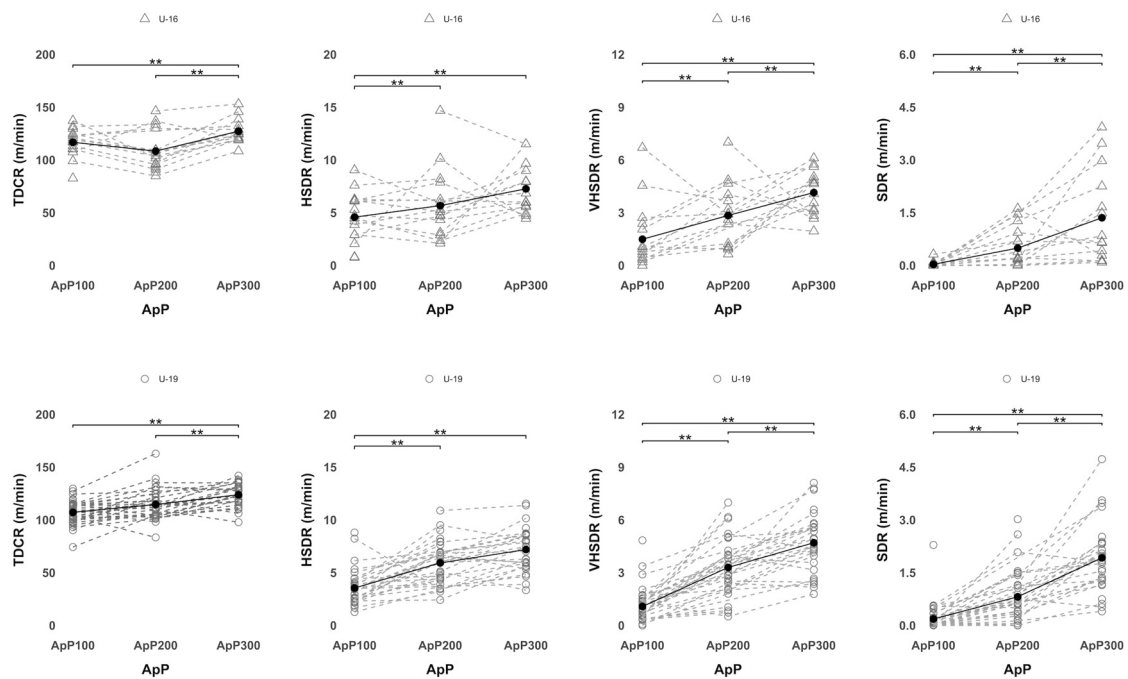 U-16 U-16 U-16 U-16
200 20 12 6.0
** ** ** **
** ** ** ** ** **
150 15 9 4.5
TDCR (m/min) HSDR (m/min) VHSDR (m/min) SDR (m/min)
100 10 6 3.0
50 5 3 1.5
0 0 0 0.0
ApP100 ApP200 ApP300 ApP100 ApP200 ApP300 ApP100 ApP200 ApP300 ApP100 ApP200 ApP300
ApP ApP ApP ApP
U-19 U-19 U-19 U-19
200 20 12 6.0
** ** ** **
** ** ** ** ** **
150 15 9 4.5
TDCR (m/min) HSDR (m/min) VHSDR (m/min) SDR (m/min)
100 10 6 3.0
50 5 3 1.5
0 0 0 0.0
ApP100 ApP200 ApP300 ApP100 ApP200 ApP300 ApP100 ApP200 ApP300 ApP100 ApP200 ApP300
ApP ApP ApP ApP